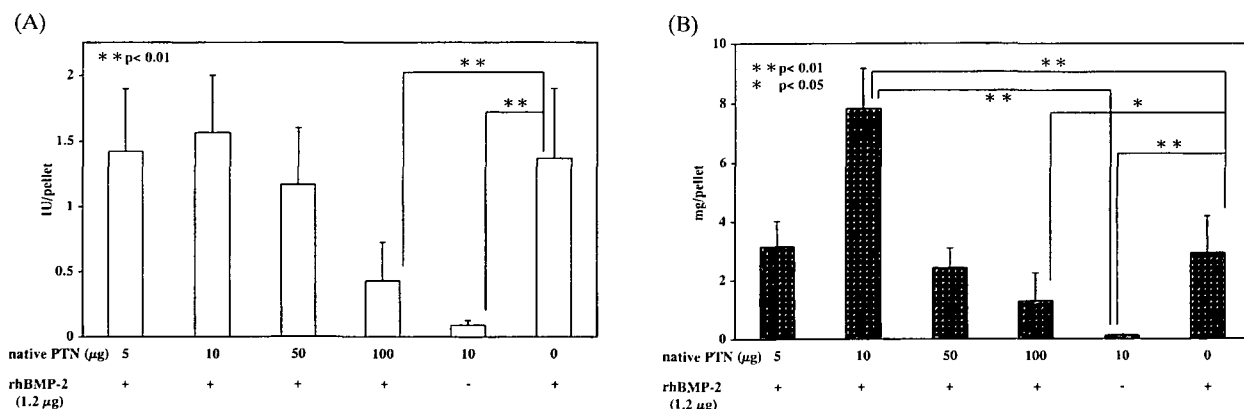 (A)
** p< 0.01
**
**
IU/pellet
2
1.5
1
0.5
0
native PTN (μg) 5 10 50 100 10 0
rhBMP-2 + + + + - +
(1.2 μg)
(B)
** p< 0.01
* p< 0.05
**
**
*
**
mg/pellet
10
8
6
4
2
0
native PTN (μg) 5 10 50 100 10 0
rhBMP-2 + + + + - +
(1.2 μg)